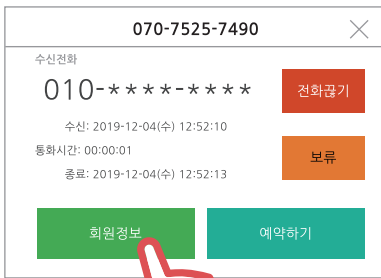 070-7525-7490
수신전화
010-****-****
전화끊기
수신: 2019-12-04(수) 12:52:10
통화시간: 00:00:01
보류
종료: 2019-12-04(수) 12:52:13
회원정보
예약하기